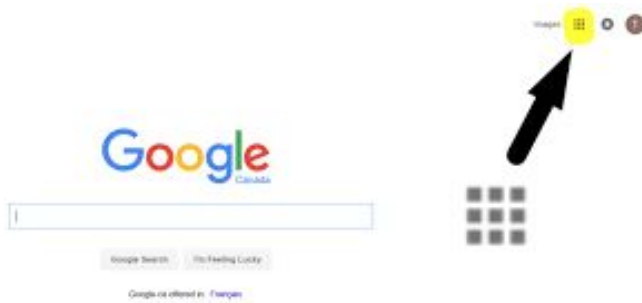 Images
T
Google
Canada
Google Search I'm Feeling Lucky
Google.ca offered in: Français